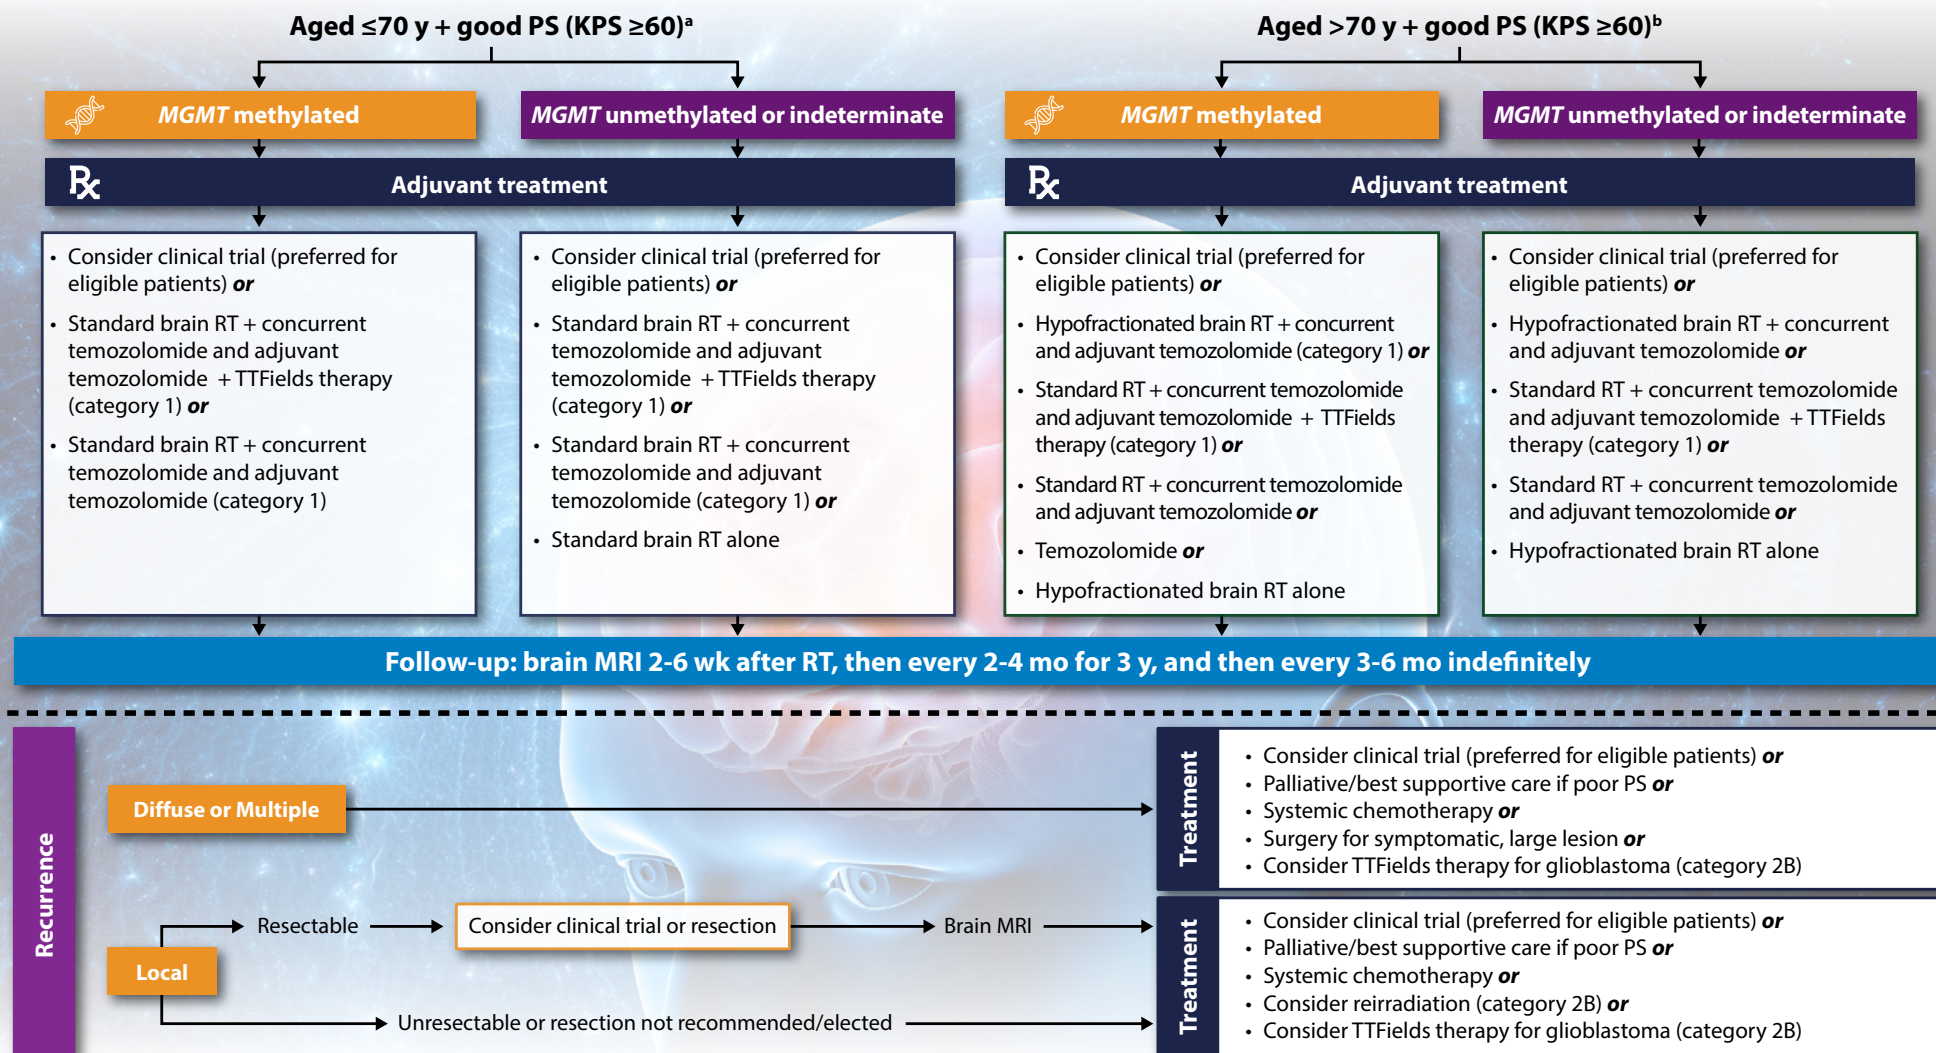 Aged ≤70 y + good PS (KPS ≥60)ᵃ
MGMT methylated
MGMT unmethylated or indeterminate
Rx
Adjuvant treatment
• Consider clinical trial (preferred for
eligible patients) or
• Standard brain RT + concurrent
temozolomide and adjuvant
temozolomide + TTFields therapy
(category 1) or
• Standard brain RT + concurrent
temozolomide and adjuvant
temozolomide (category 1)
• Consider clinical trial (preferred for
eligible patients) or
• Standard brain RT + concurrent
temozolomide and adjuvant
temozolomide + TTFields therapy
(category 1) or
• Standard brain RT + concurrent
temozolomide and adjuvant
temozolomide (category 1) or
• Standard brain RT alone
Aged >70 y + good PS (KPS ≥60)ᵇ
MGMT methylated
MGMT unmethylated or indeterminate
Rx
Adjuvant treatment
• Consider clinical trial (preferred for
eligible patients) or
• Hypofractionated brain RT + concurrent
and adjuvant temozolomide (category 1) or
• Standard RT + concurrent temozolomide
and adjuvant temozolomide + TTFields
therapy (category 1) or
• Standard RT + concurrent temozolomide
and adjuvant temozolomide or
• Temozolomide or
• Hypofractionated brain RT alone
• Consider clinical trial (preferred for
eligible patients) or
• Hypofractionated brain RT + concurrent
and adjuvant temozolomide or
• Standard RT + concurrent temozolomide
and adjuvant temozolomide + TTFields
therapy (category 1) or
• Standard RT + concurrent temozolomide
and adjuvant temozolomide or
• Hypofractionated brain RT alone
Follow-up: brain MRI 2-6 wk after RT, then every 2-4 mo for 3 y, and then every 3-6 mo indefinitely
Recurrence
Diffuse or Multiple
Treatment
• Consider clinical trial (preferred for eligible patients) or
• Palliative/best supportive care if poor PS or
• Systemic chemotherapy or
• Surgery for symptomatic, large lesion or
• Consider TTFields therapy for glioblastoma (category 2B)
Local
Resectable
Consider clinical trial or resection
Brain MRI
Unresectable or resection not recommended/elected
Treatment
• Consider clinical trial (preferred for eligible patients) or
• Palliative/best supportive care if poor PS or
• Systemic chemotherapy or
• Consider reirradiation (category 2B) or
• Consider TTFields therapy for glioblastoma (category 2B)